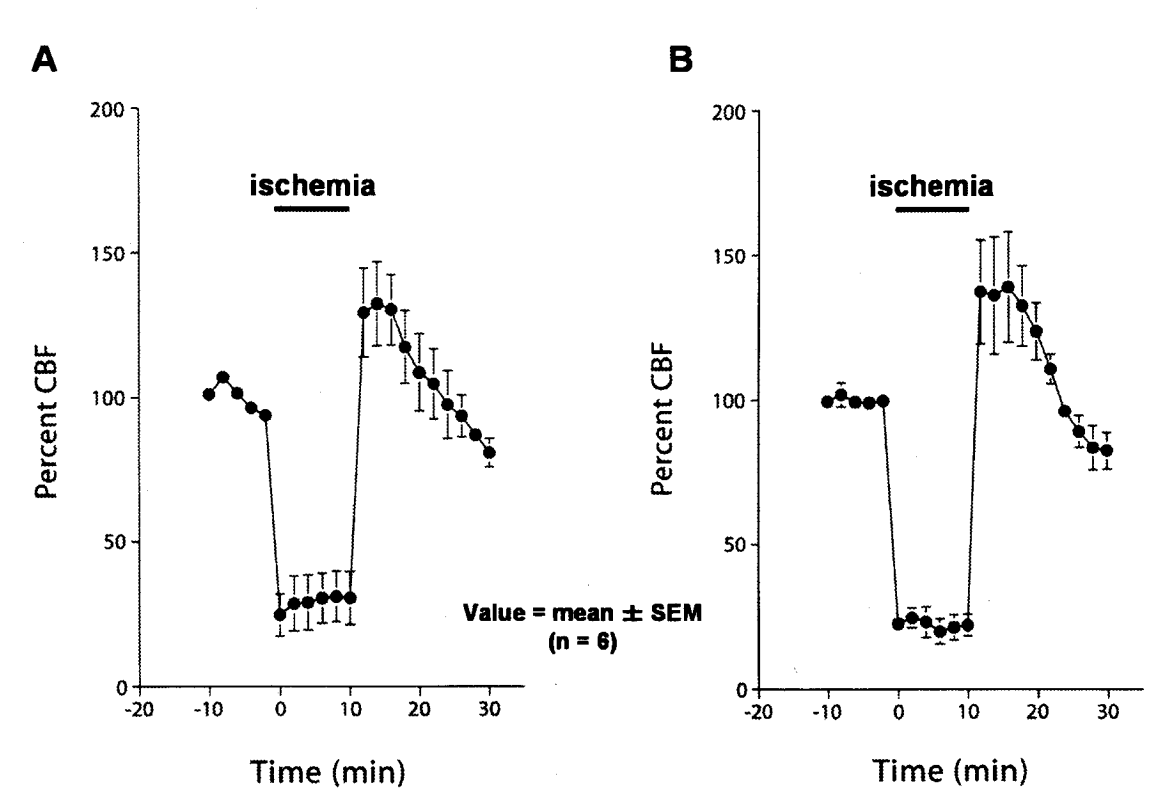 A
B
200
150
100
50
0
-20 -10 0 10 20 30
Percent CBF
Time (min)
ischemia
200
150
100
50
0
-20 -10 0 10 20 30
Percent CBF
Time (min)
ischemia
Value = mean ± SEM
(n = 6)